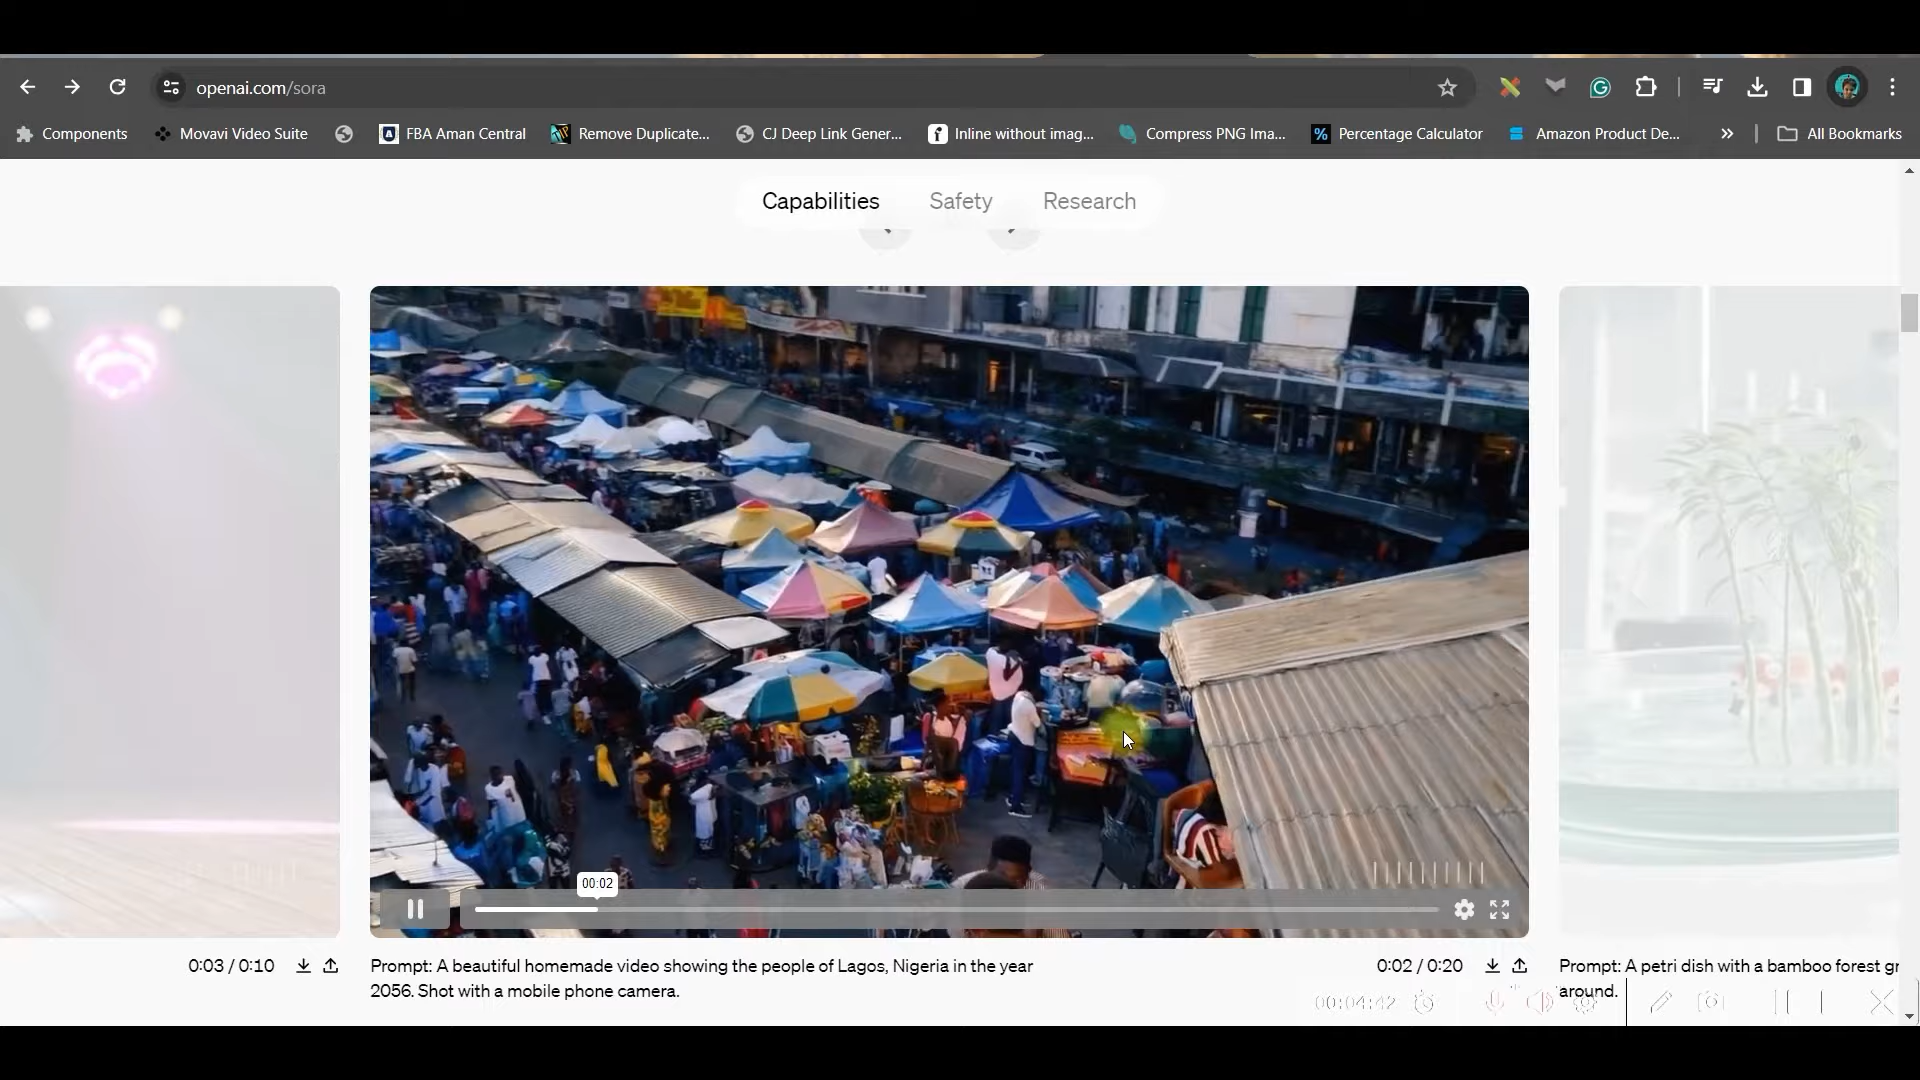 openai.com/sora
Components Movavi Video Suite FBA Aman Central Remove Duplicate... CJ Deep Link Gener... Inline without imag... Compress PNG Ima... Percentage Calculator Amazon Product De... All Bookmarks
Capabilities Safety Research
00:02
0:03 / 0:10
Prompt: A beautiful homemade video showing the people of Lagos, Nigeria in the year
2056. Shot with a mobile phone camera.
0:02 / 0:20
Prompt: A petri dish with a bamboo forest gr
around.
00:04:42